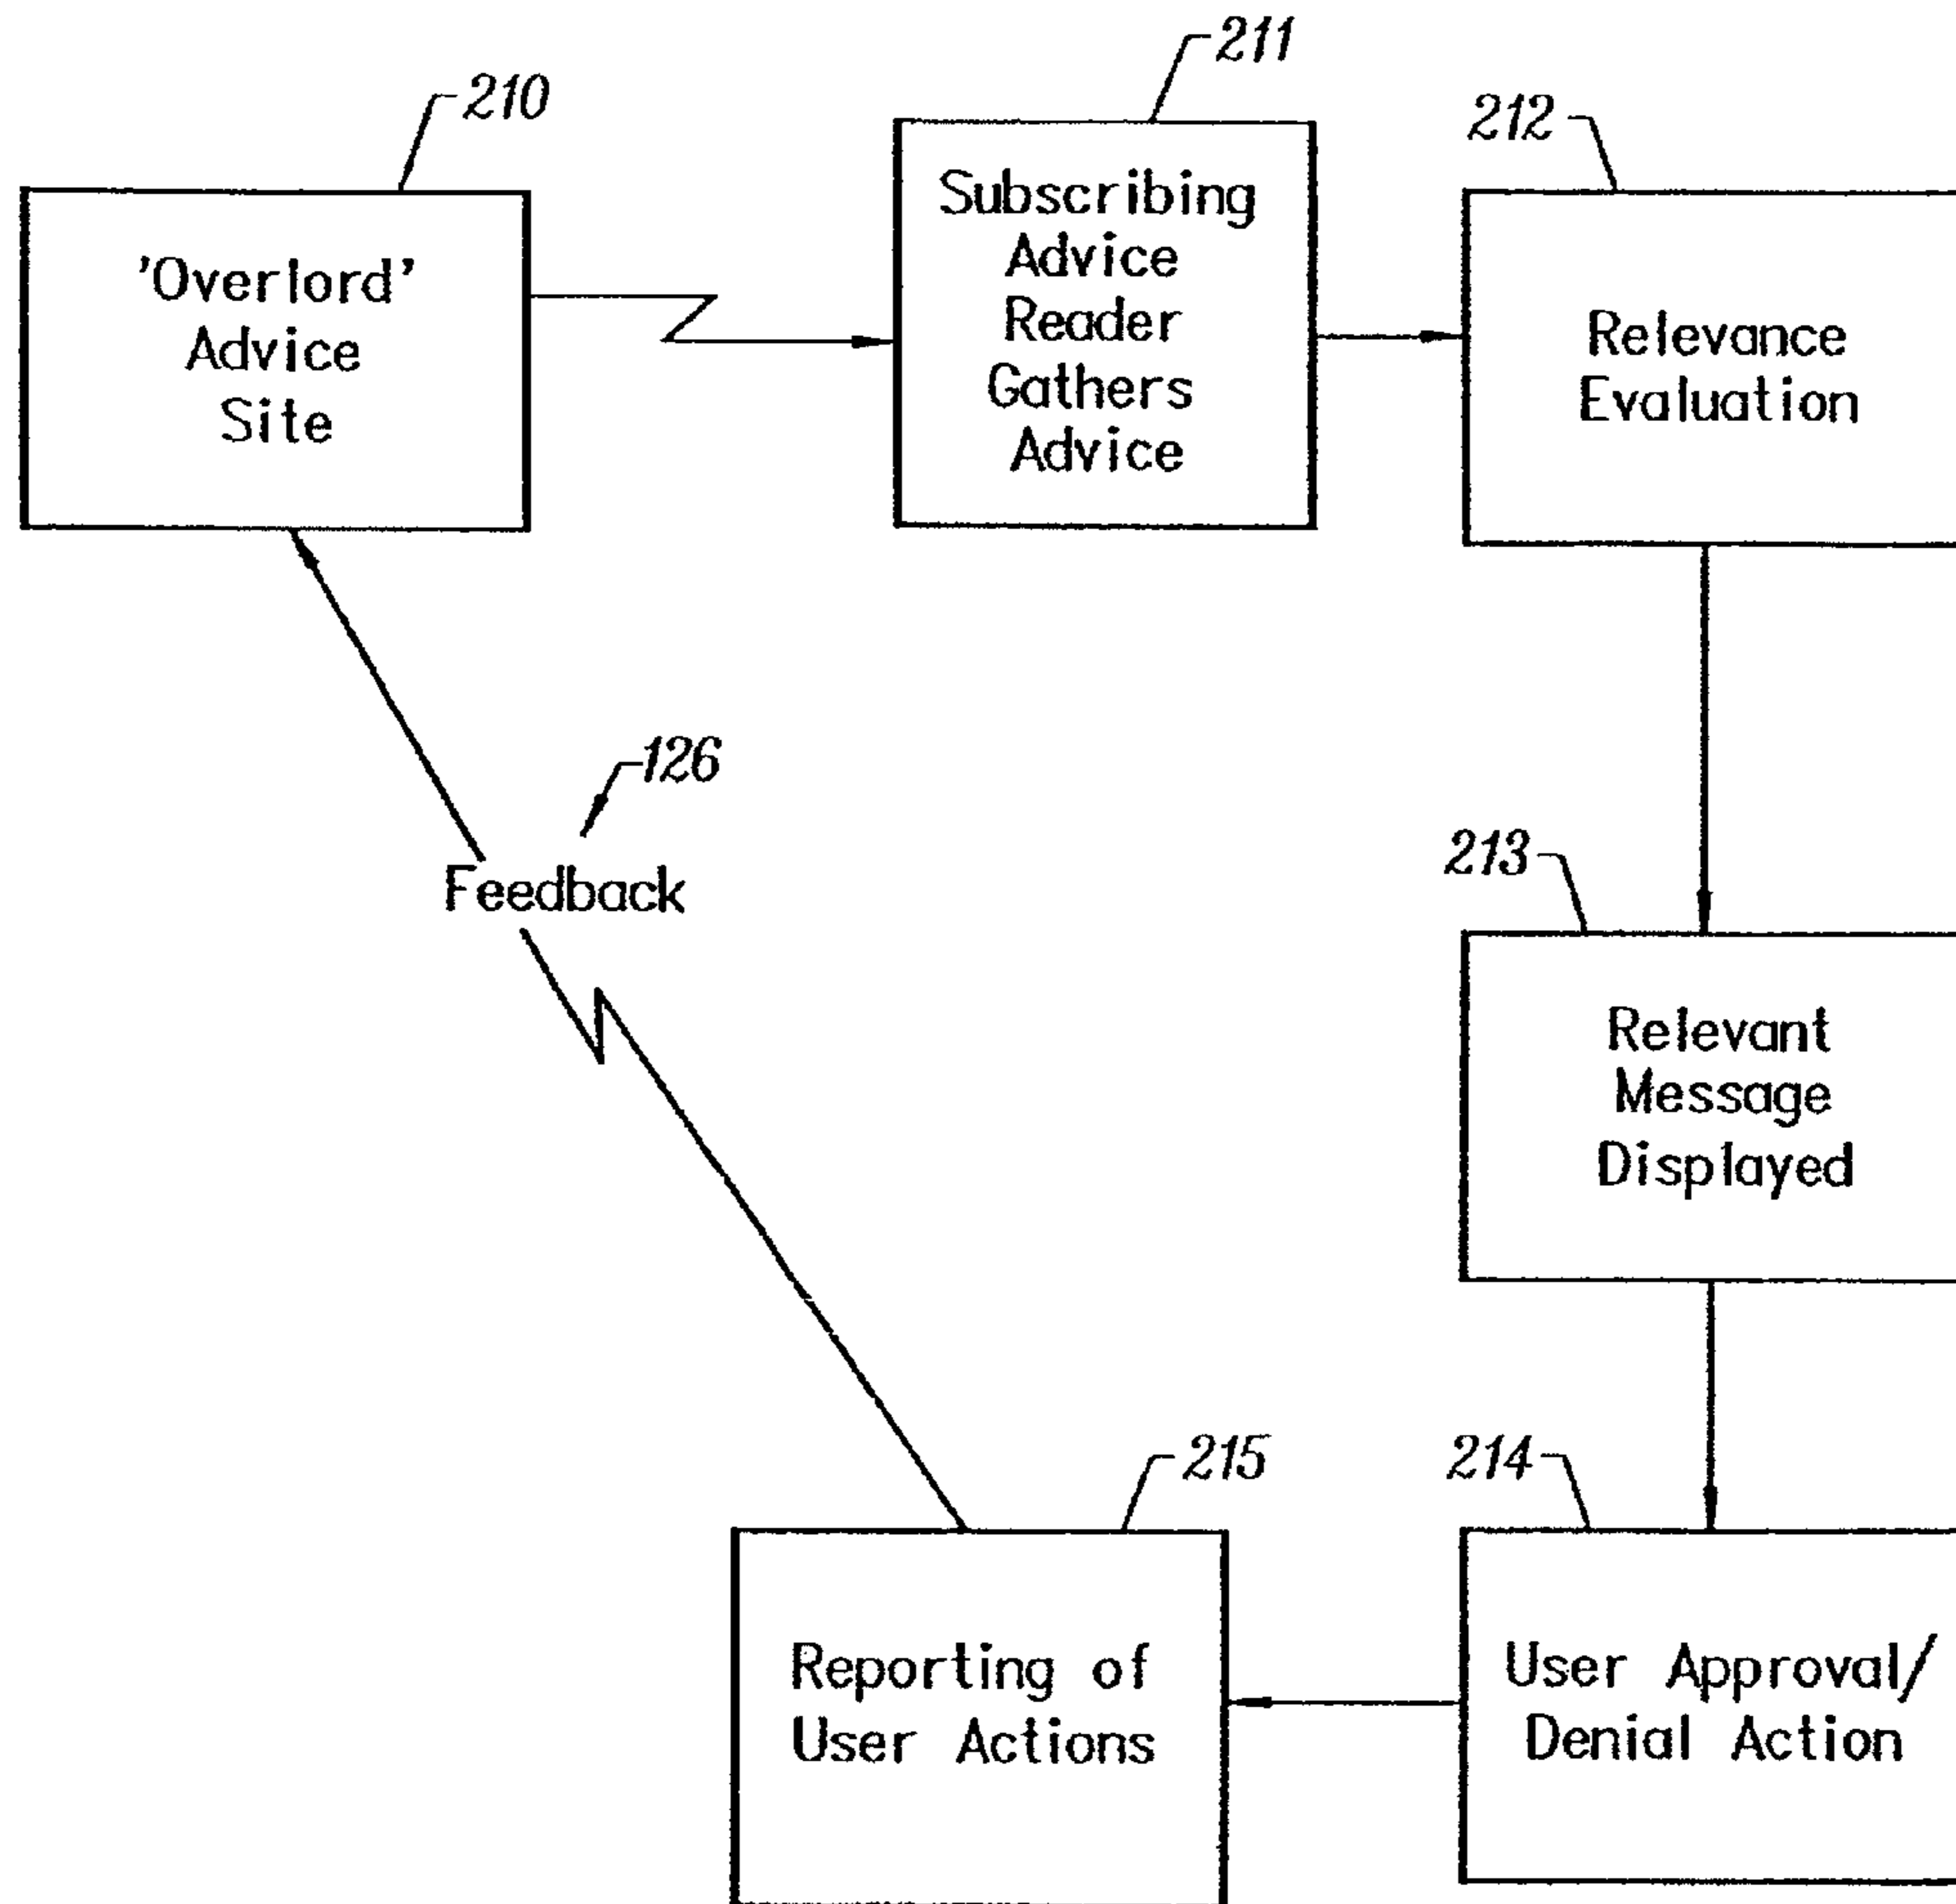 210
'Overlord'
Advice
Site
211
Subscribing
Advice
Reader
Gathers
Advice
212
Relevance
Evaluation
126
Feedback
213
Relevant
Message
Displayed
214
User Approval/
Denial Action
215
Reporting of
User Actions